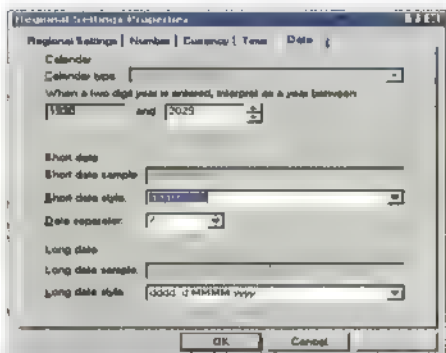 Regional Settings Properties
Regional Settings Number Currency Time Date
Calendar
Calendar type
When a two digit year is entered, interpret as a year between
and 2029
Short date
Short date sample
Short date style:
Date separator: /
Long date
Long date sample:
Long date style dddd, d MMMM yyyy
OK Cancel